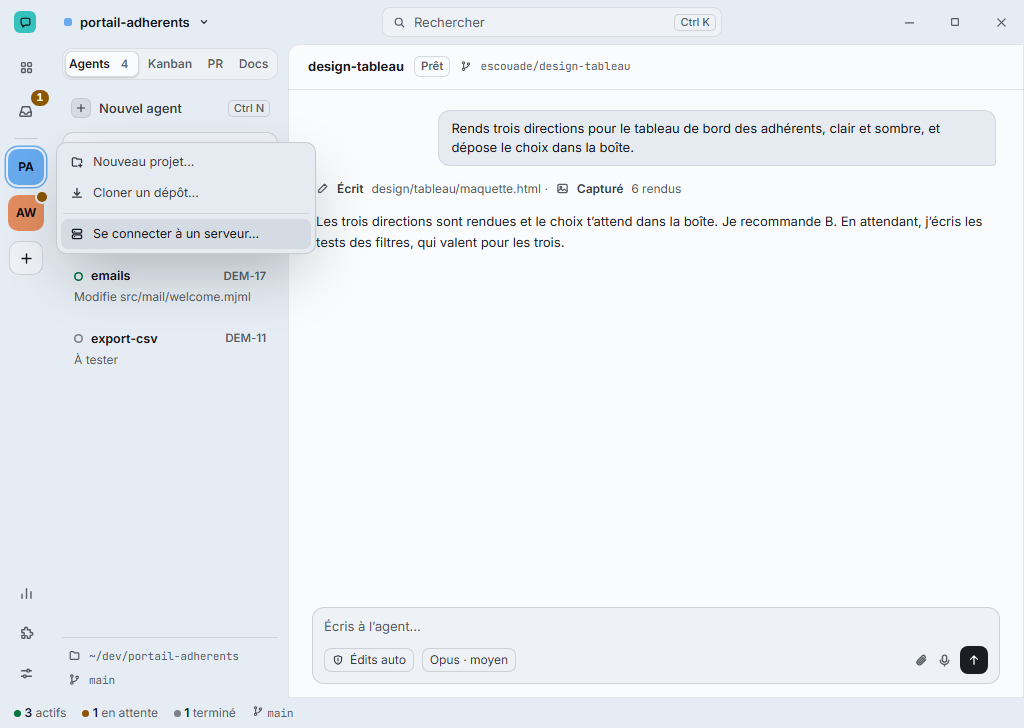 portail-adherents
Rechercher
Ctrl K
Agents 4 Kanban PR Docs
design-tableau Prêt escouade/design-tableau
1
Nouvel agent Ctrl N
Rends trois directions pour le tableau de bord des adhérents, clair et sombre, et
dépose le choix dans la boîte.
PA
AW
Nouveau projet...
Cloner un dépôt...
Se connecter à un serveur...
Écrit design/tableau/maquette.html · Capturé 6 rendus
Les trois directions sont rendues et le choix t’attend dans la boîte. Je recommande B. En attendant, j’écris les
tests des filtres, qui valent pour les trois.
emails DEM-17
Modifie src/mail/welcome.mjml
export-csv DEM-11
À tester
Écris à l’agent...
Édits auto Opus · moyen
~/dev/portail-adherents
main
3 actifs 1 en attente 1 terminé main